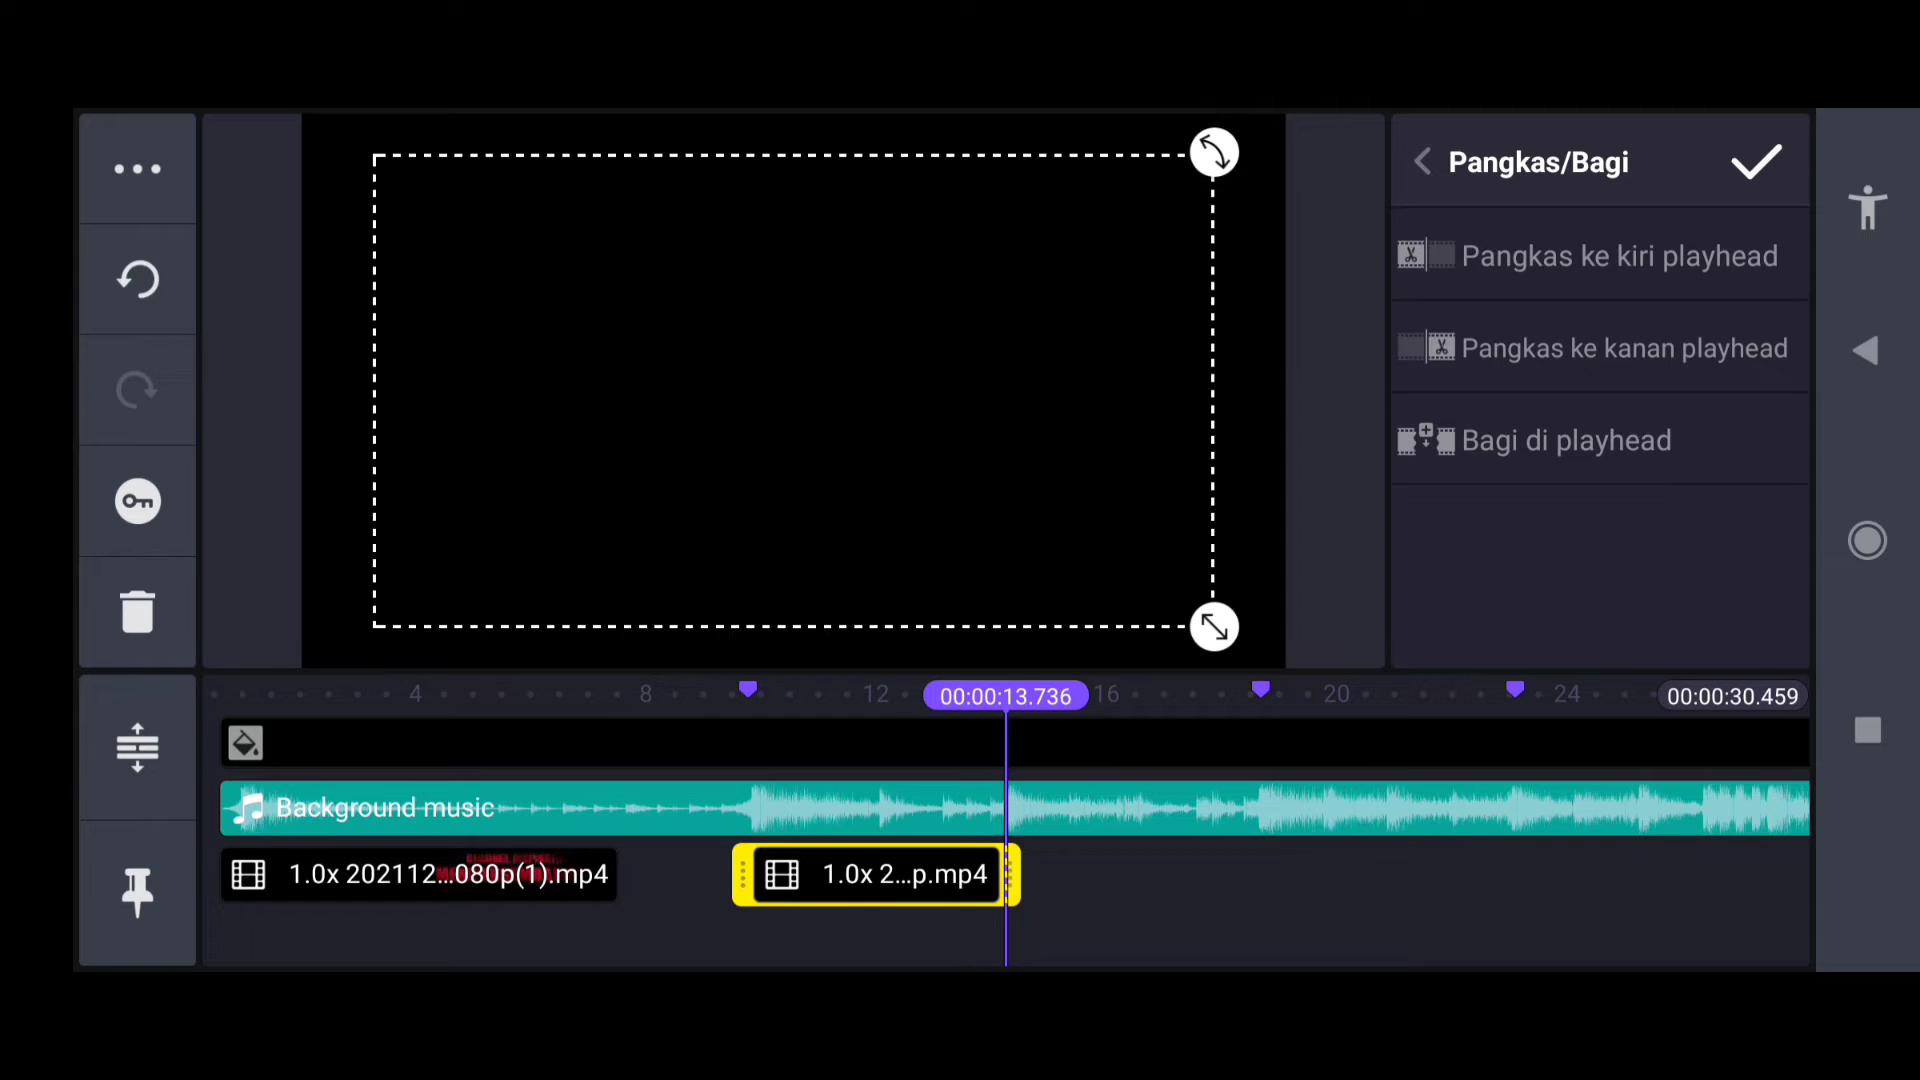 Pangkas/Bagi
Pangkas ke kiri playhead
Pangkas ke kanan playhead
Bagi di playhead
4 8 12 00:00:13.736 16 20 24 00:00:30.459
Background music
1.0x 202112...080p(1).mp4
1.0x 2...p.mp4